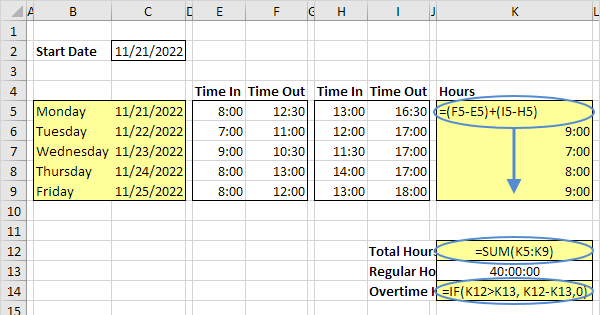 A B C D E F G H I J K L
1
2 Start Date 11/21/2022
3
4 Time In Time Out Time In Time Out Hours
5 Monday 11/21/2022 8:00 12:30 13:00 16:30 =(F5-E5)+(I5-H5)
6 Tuesday 11/22/2022 7:00 11:00 12:00 17:00 9:00
7 Wednesday 11/23/2022 9:00 10:30 11:30 17:00 7:00
8 Thursday 11/24/2022 8:00 13:00 14:00 17:00 8:00
9 Friday 11/25/2022 8:00 12:00 13:00 18:00 9:00
10
11
12 Total Hours =SUM(K5:K9)
13 Regular Ho 40:00:00
14 Overtime H =IF(K12>K13, K12-K13,0)
15